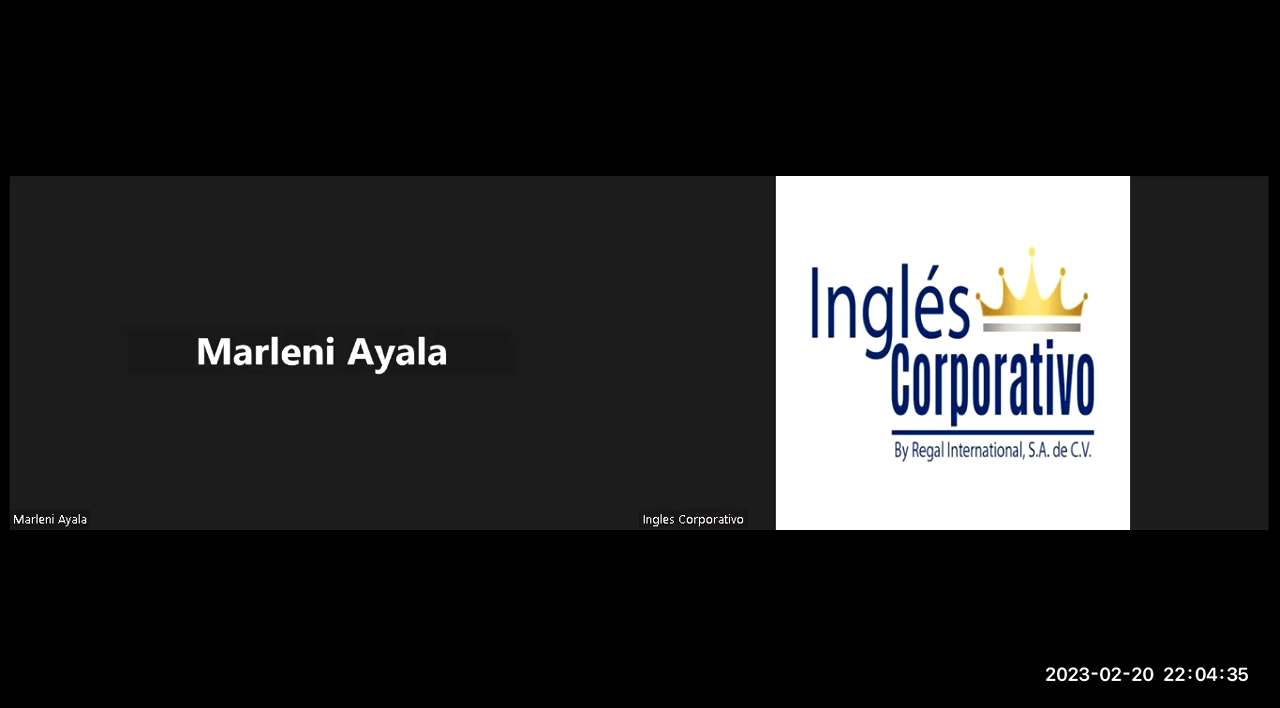 Marleni Ayala
Marleni Ayala
Inglés
Corporativo
By Regal International, S.A. de C.V.
Ingles Corporativo
2023-02-20 22:04:35